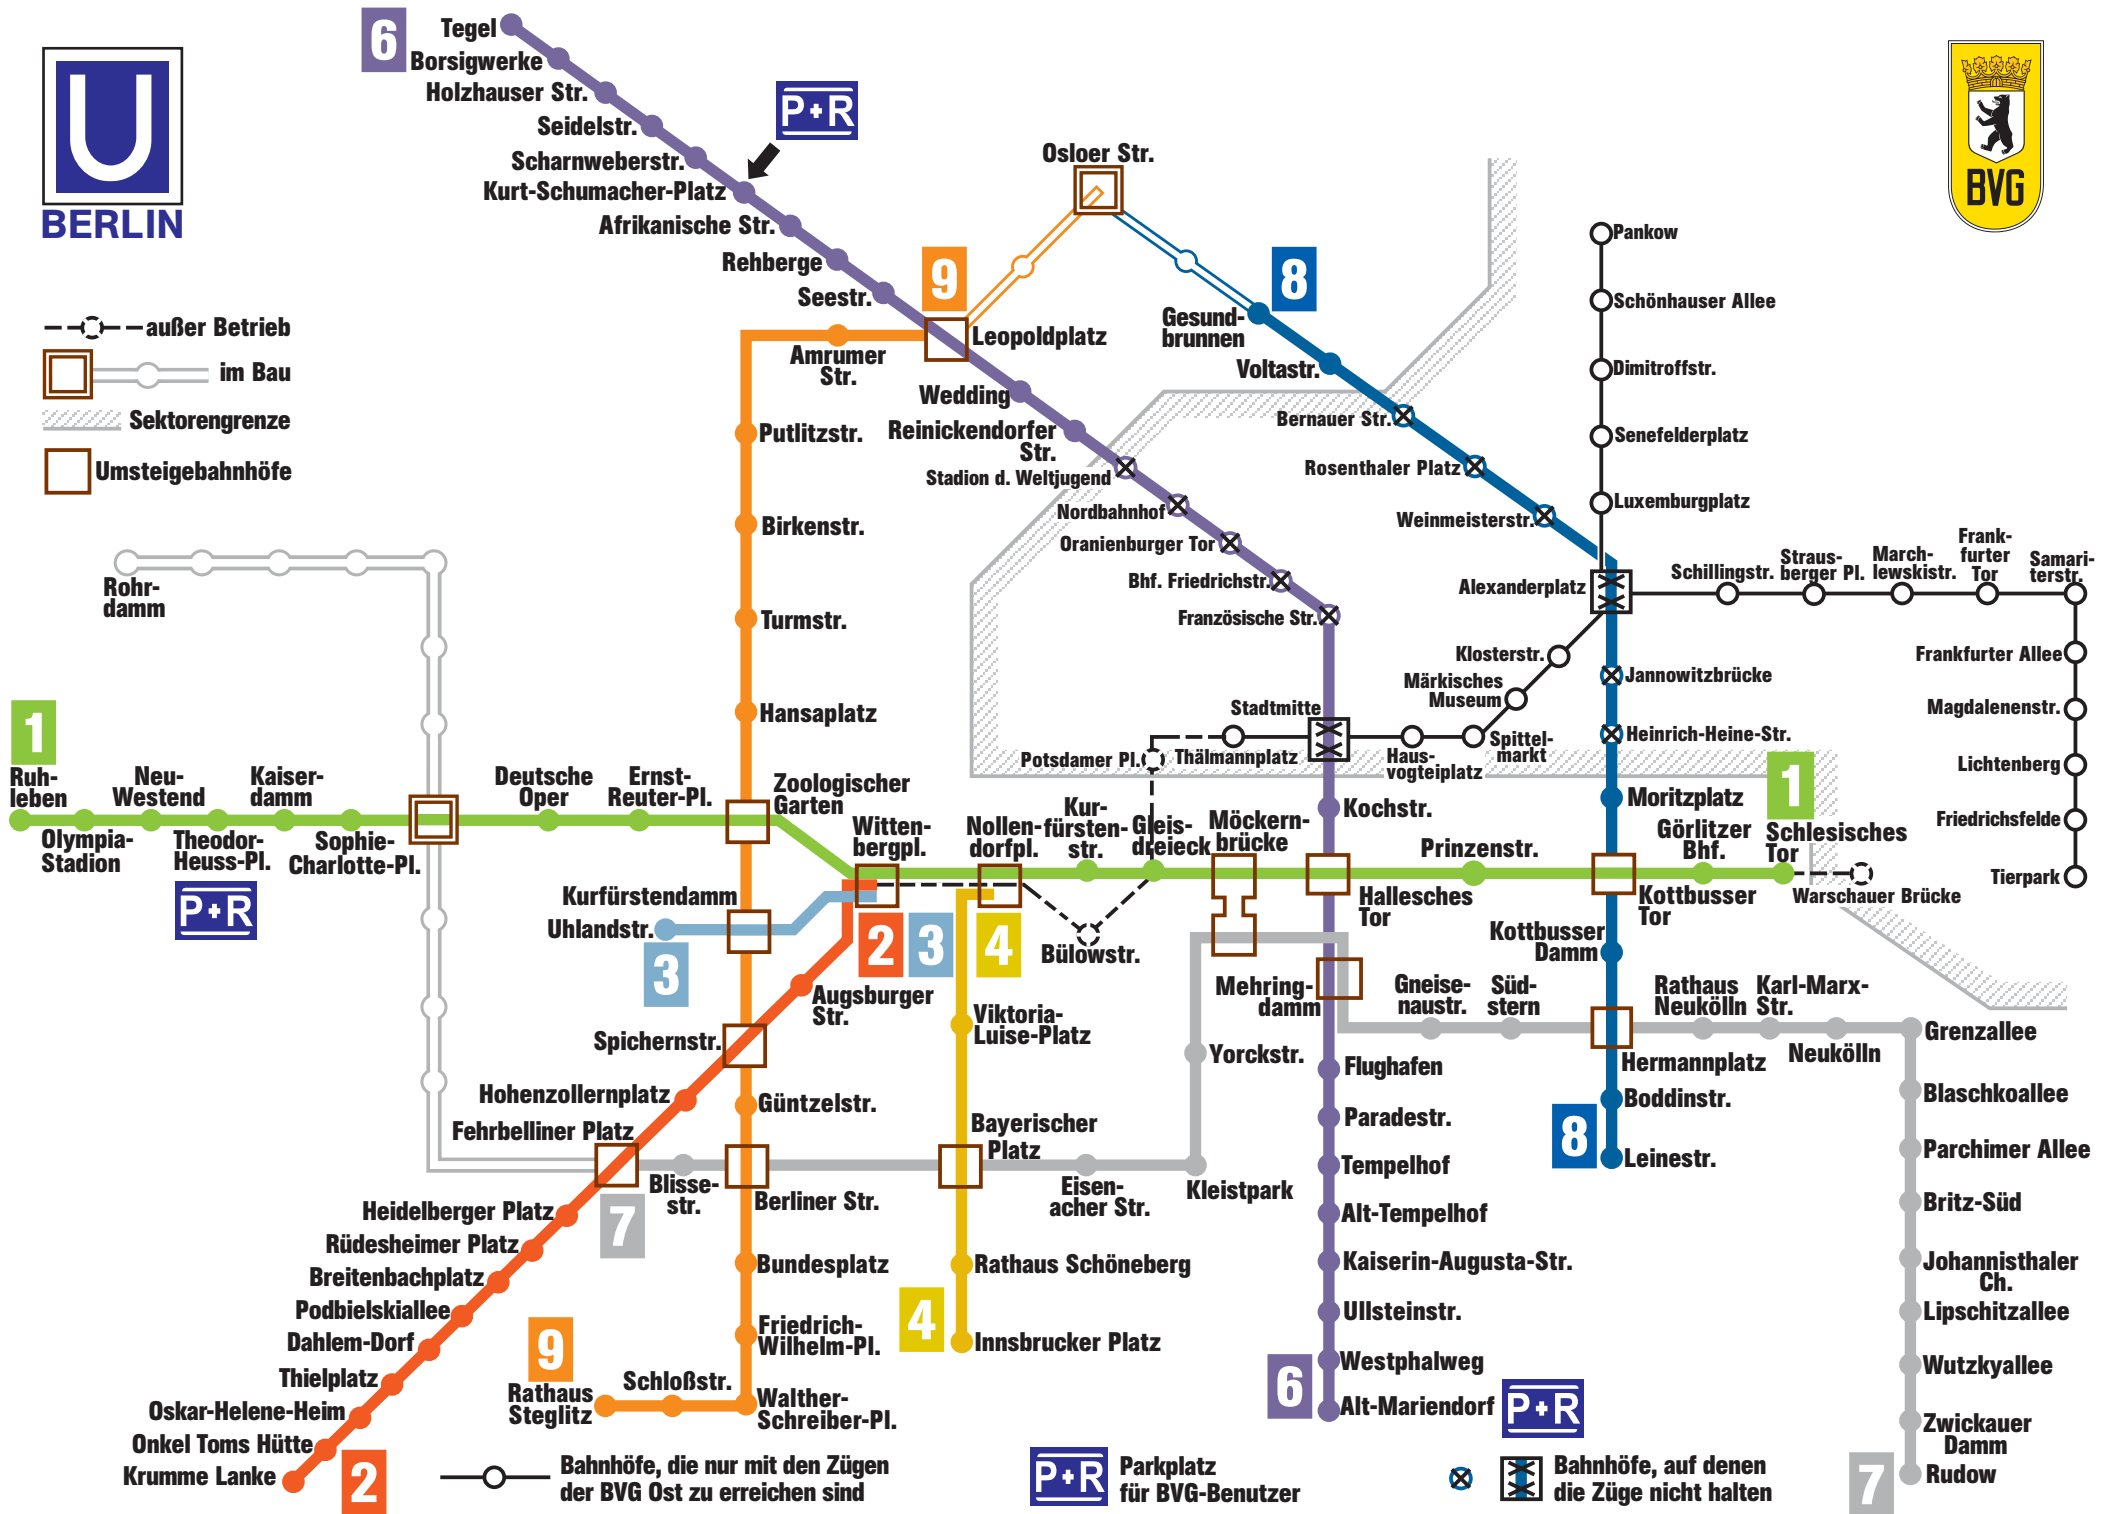 U
BERLIN
6
Tegel
Borsigwerke
Holzhauser Str.
Seidelstr.
Scharnweberstr.
Kurt-Schumacher-Platz
P+R
Afrikanische Str.
Rehberge
Seestr.
9
Leopoldplatz
Osloer Str.
8
Gesund-
brunnen
Voltastr.
Bernauer Str.
Rosenthaler Platz
Weinmeisterstr.
BVG
Pankow
Schönhauser Allee
Dimitroffstr.
Senefelderplatz
Luxemburgplatz
Alexanderplatz
Schillingstr.
Straus-
berger Pl.
March-
lewskistr.
Frank-
furter
Tor
Samari-
terstr.
Frankfurter Allee
Magdalenenstr.
Lichtenberg
Friedrichsfelde
Tierpark
außer Betrieb
im Bau
Sektorengrenze
Umsteigebahnhöfe
Amrumer
Str.
Wedding
Reinickendorfer
Str.
Stadion d. Weltjugend
Nordbahnhof
Oranienburger Tor
Bhf. Friedrichstr.
Französische Str.
Putlitzstr.
Birkenstr.
Turmstr.
Hansaplatz
Rohr-
damm
Klosterstr.
Märkisches
Museum
Spittel-
markt
Haus-
vogteiplatz
Stadtmitte
Thälmannplatz
Potsdamer Pl.
Jannowitzbrücke
Heinrich-Heine-Str.
Moritzplatz
1
Ruh-
leben
Olympia-
Stadion
Neu-
Westend
Theodor-
Heuss-Pl.
P+R
Kaiser-
damm
Sophie-
Charlotte-Pl.
Deutsche
Oper
Ernst-
Reuter-Pl.
Zoologischer
Garten
Witten-
bergpl.
Nollen-
dorfpl.
Kur-
fürsten-
str.
Gleis-
dreieck
Möckern-
brücke
Kochstr.
Hallesches
Tor
Prinzenstr.
Kottbusser
Tor
Görlitzer
Bhf.
1
Schlesisches
Tor
Warschauer Brücke
Kurfürstendamm
Uhlandstr.
3
2
3
4
Bülowstr.
Augsburger
Str.
Spichernstr.
Hohenzollernplatz
Fehrbelliner Platz
7
Heidelberger Platz
Rüdesheimer Platz
Breitenbachplatz
Podbielskiallee
Dahlem-Dorf
Thielplatz
Oskar-Helene-Heim
Onkel Toms Hütte
Krumme Lanke
2
Güntzelstr.
Blisse-
str.
Berliner Str.
Bundesplatz
Friedrich-
Wilhelm-Pl.
Walther-
Schreiber-Pl.
Schloßstr.
9
Rathaus
Steglitz
Viktoria-
Luise-Platz
Bayerischer
Platz
Rathaus Schöneberg
4
Innsbrucker Platz
Eisen-
acher Str.
Kleistpark
Yorckstr.
Mehring-
damm
Gneise-
naustr.
Süd-
stern
Kottbusser
Damm
Hermannplatz
Rathaus
Neukölln
Karl-Marx-
Str.
Neukölln
Grenzallee
Blaschkoallee
Parchimer Allee
Britz-Süd
Johannisthaler
Ch.
Lipschitzallee
Wutzkyallee
Zwickauer
Damm
7
Rudow
Boddinstr.
8
Leinestr.
Flughafen
Paradestr.
Tempelhof
Alt-Tempelhof
Kaiserin-Augusta-Str.
Ullsteinstr.
Westphalweg
6
Alt-Mariendorf
P+R
Bahnhöfe, die nur mit den Zügen
der BVG Ost zu erreichen sind
P+R
Parkplatz
für BVG-Benutzer
Bahnhöfe, auf denen
die Züge nicht halten